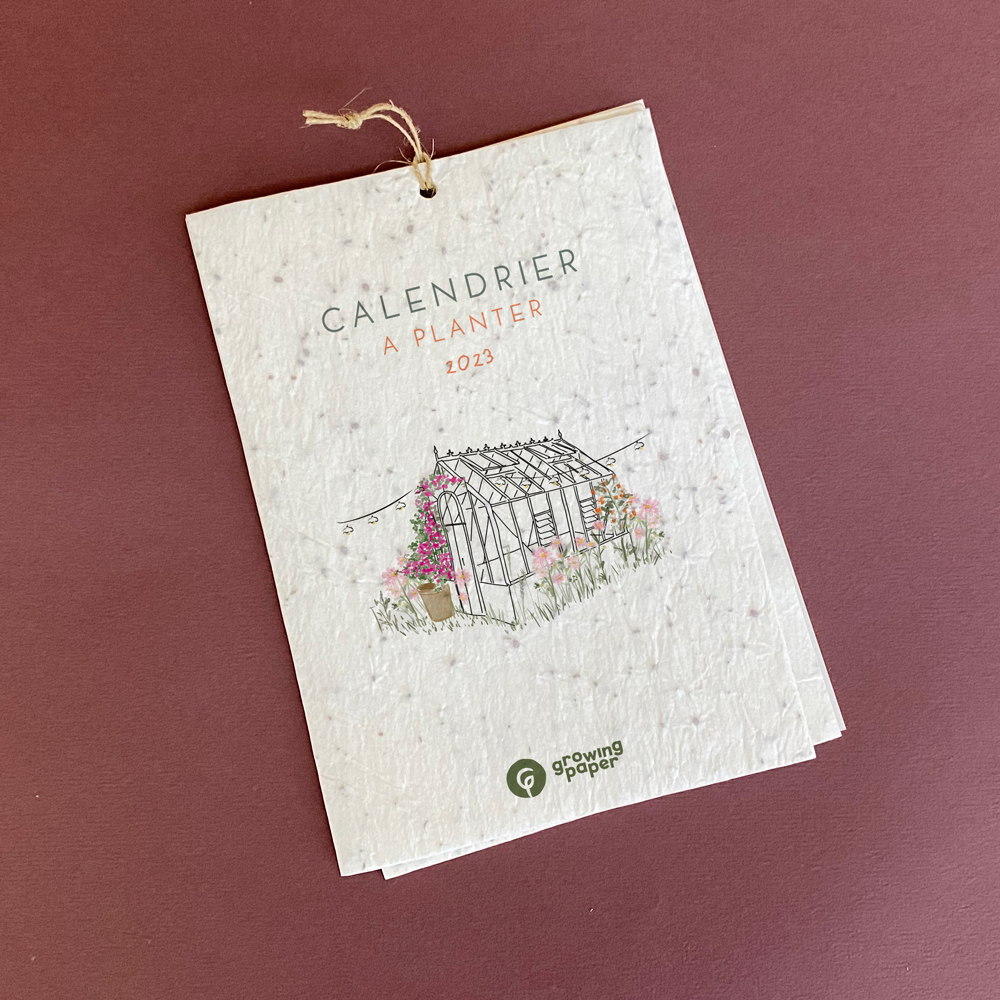 CALENDRIER
A PLANTER
2023
growing
paper